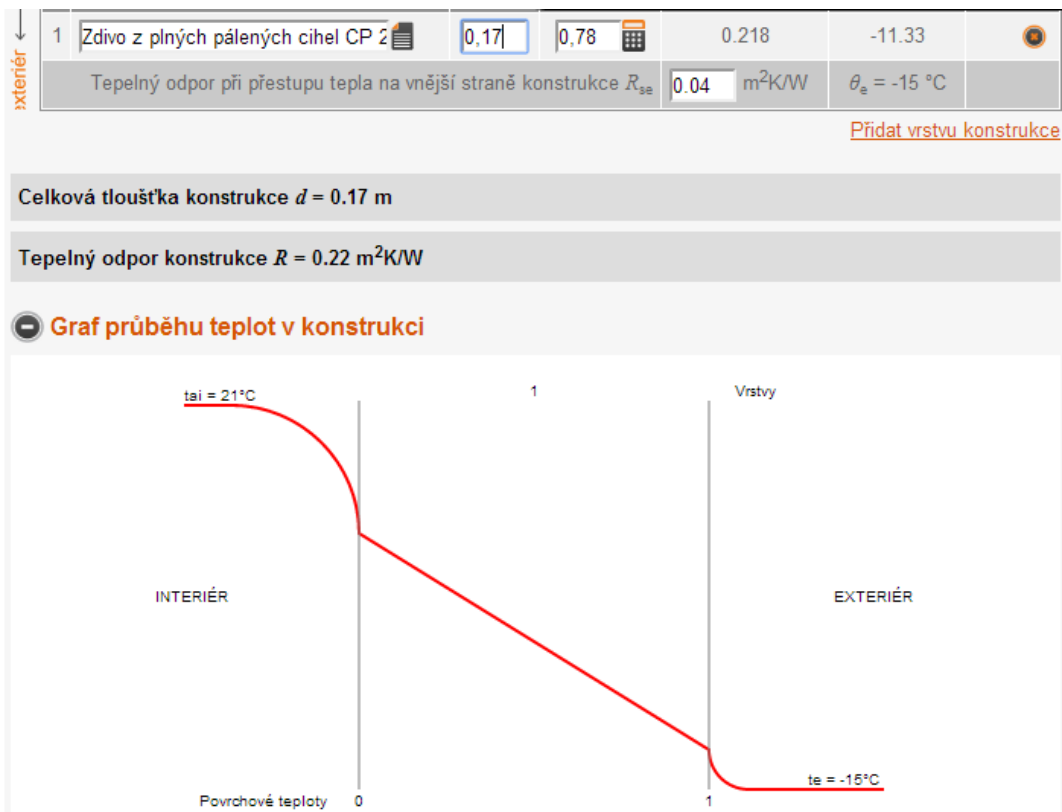 exteriér
1 Zdivo z plných pálených cihel CP 2 0,17 0,78 0.218 -11.33
Tepelný odpor při přestupu tepla na vnější straně konstrukce Rse 0.04 m²K/W θe = -15 °C
Přidat vrstvu konstrukce
Celková tloušťka konstrukce d = 0.17 m
Tepelný odpor konstrukce R = 0.22 m²K/W
Graf průběhu teplot v konstrukci
tai = 21°C 1 Vrstvy
INTERIÉR EXTERIÉR
te = -15°C
Povrchové teploty 0 1